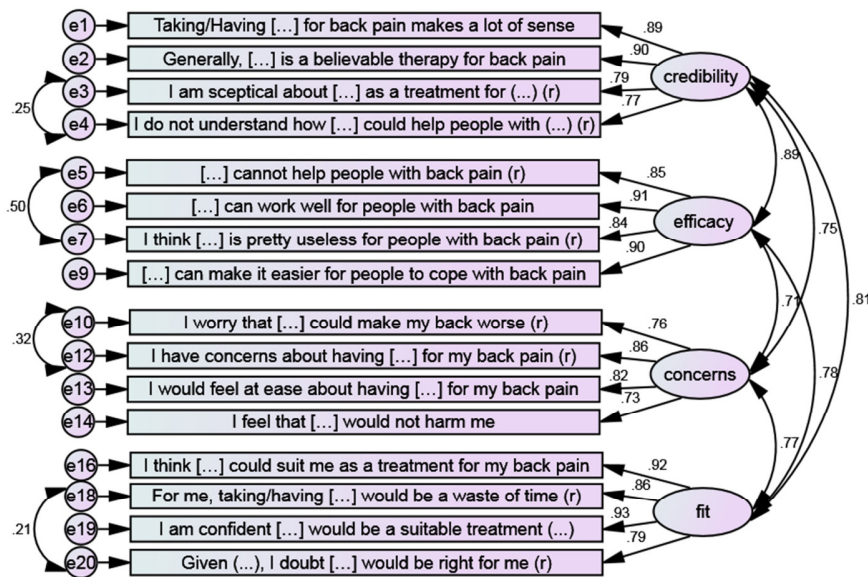 e1 Taking/Having [...] for back pain makes a lot of sense .89
e2 Generally, [...] is a believable therapy for back pain .90
credibility
e3 I am sceptical about [...] as a treatment for (...) (r) .79
.25
e4 I do not understand how [...] could help people with (...) (r) .77
.89
e5 [...] cannot help people with back pain (r) .85
e6 [...] can work well for people with back pain .91
.50
efficacy
.75
e7 I think [...] is pretty useless for people with back pain (r) .84
e9 [...] can make it easier for people to cope with back pain .90
.71
.81
e10 I worry that [...] could make my back worse (r) .76
.32
e12 I have concerns about having [...] for my back pain (r) .86
concerns
.78
e13 I would feel at ease about having [...] for my back pain .82
e14 I feel that [...] would not harm me .73
.77
e16 I think [...] could suit me as a treatment for my back pain .92
e18 For me, taking/having [...] would be a waste of time (r) .86
fit
.21
e19 I am confident [...] would be a suitable treatment (...) .93
e20 Given (...), I doubt [...] would be right for me (r) .79